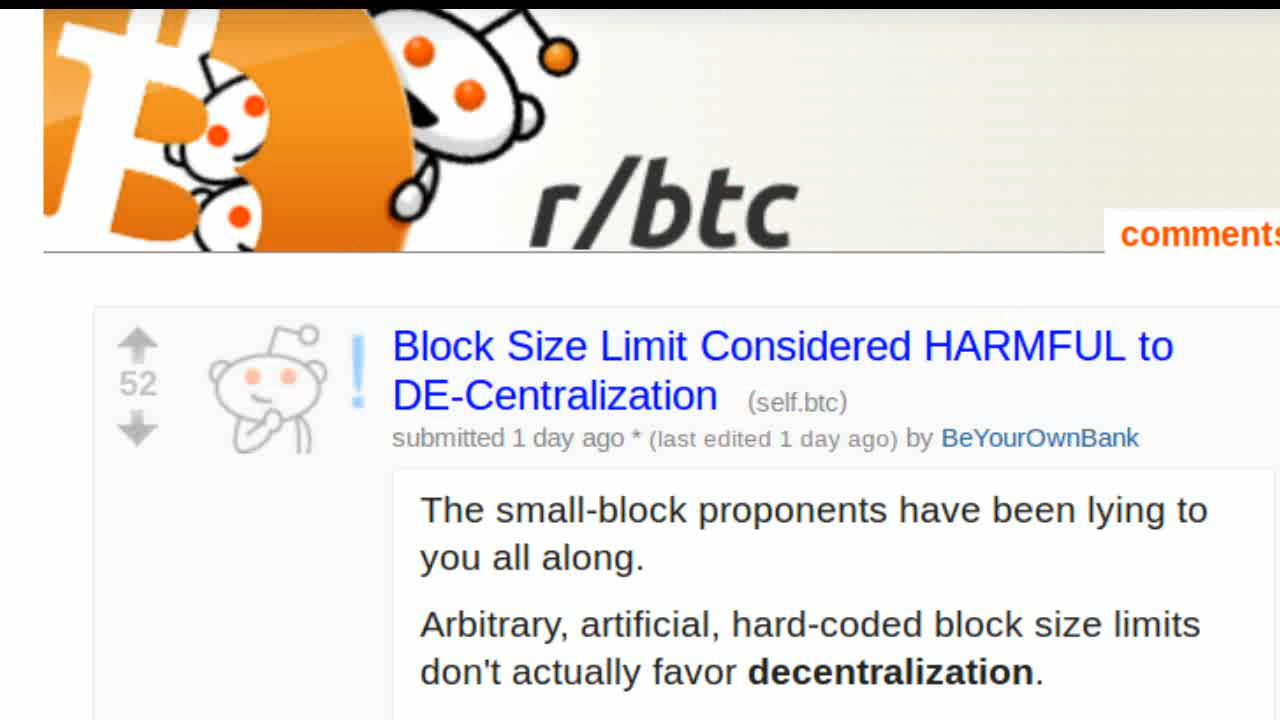 r/btc
comments
52
!
Block Size Limit Considered HARMFUL to
DE-Centralization (self.btc)
submitted 1 day ago * (last edited 1 day ago) by BeYourOwnBank
The small-block proponents have been lying to
you all along.
Arbitrary, artificial, hard-coded block size limits
don't actually favor decentralization.